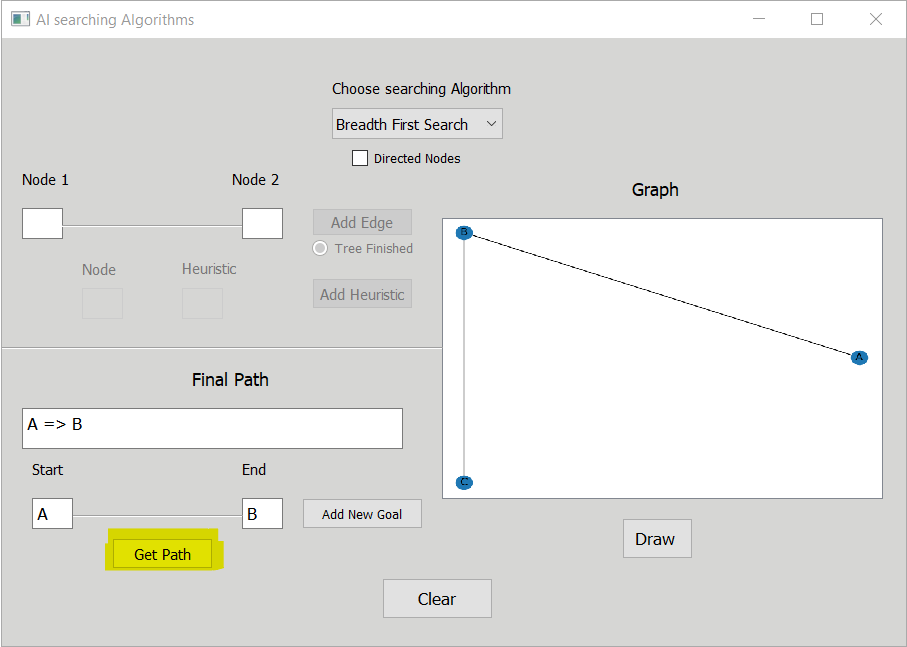 AI searching Algorithms
Choose searching Algorithm
Breadth First Search
Directed Nodes
Node 1
Node 2
Add Edge
Tree Finished
Node
Heuristic
Add Heuristic
Graph
B
A
C
Final Path
A => B
Start
End
A
B
Add New Goal
Get Path
Draw
Clear